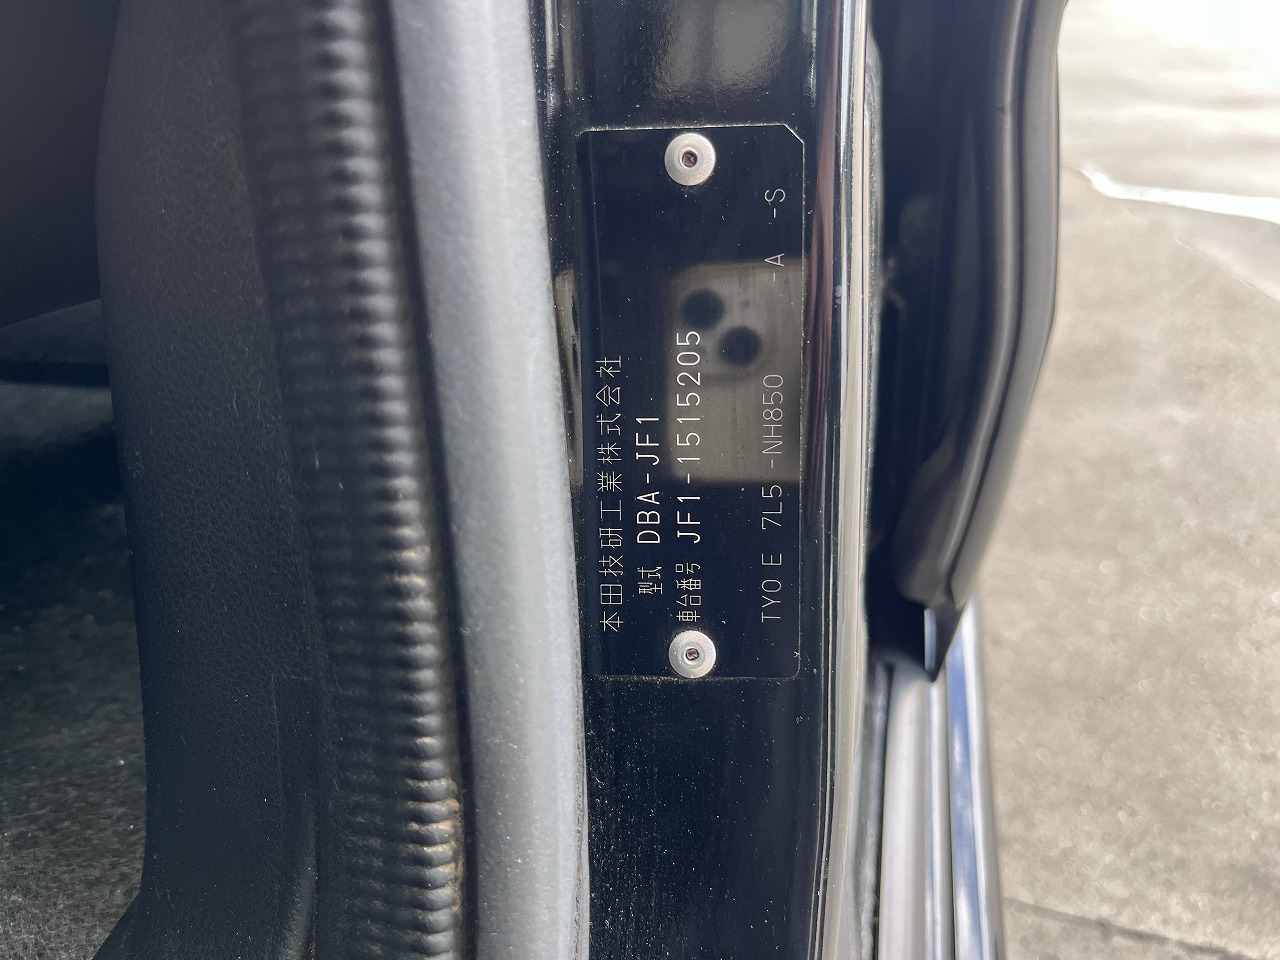 本田技研工業株式会社
型式 DBA-JF1
車台番号 JF1-1515205
TYO E 7L5 -NH850 -A -S